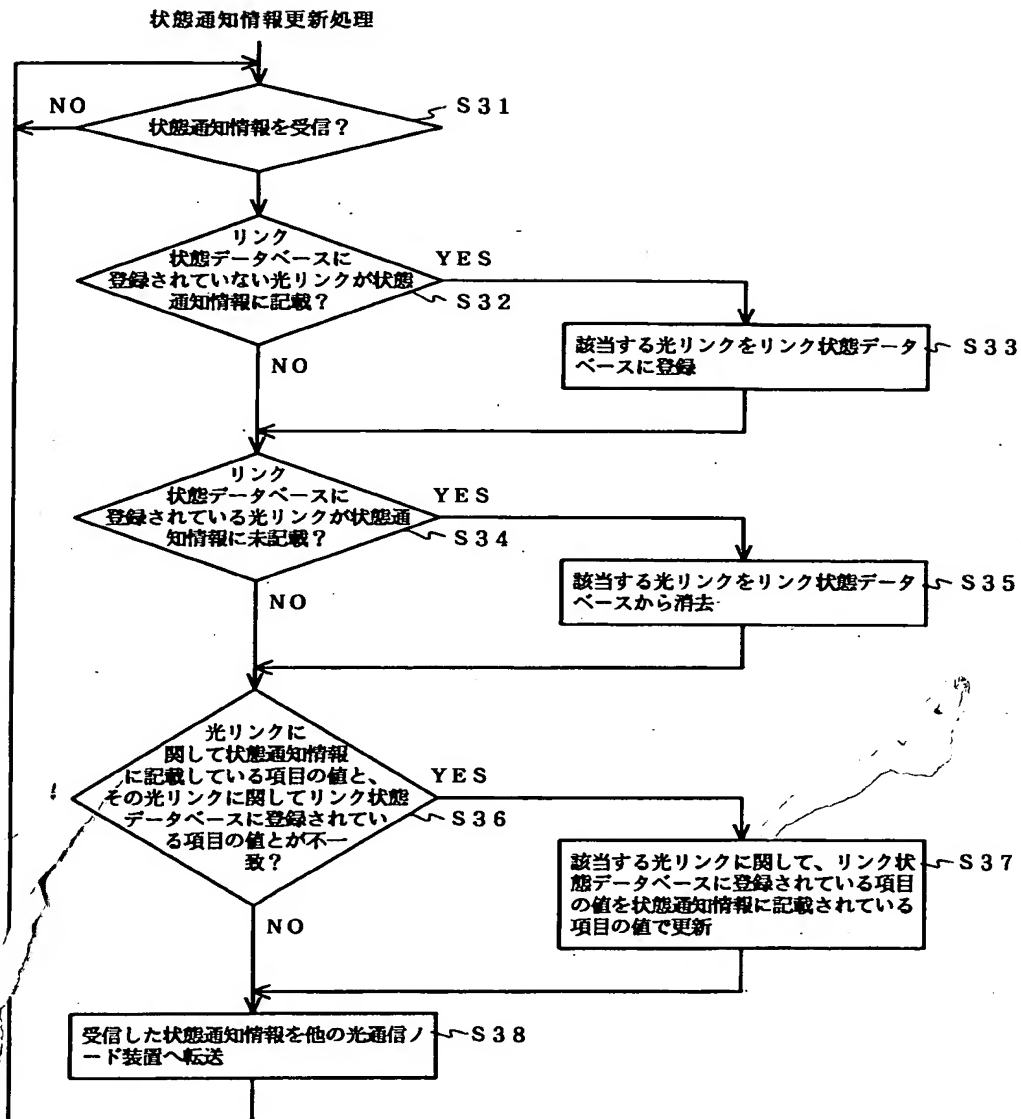 状態通知情報更新処理
NO
S31
状態通知情報を受信？
リンク
状態データベースに
登録されていない光リンクが状態
通知情報に記載？
YES
S32
NO
該当する光リンクをリンク状態デー タ
ベースに登録
S33
リンク
状態データベースに
登録されている光リンクが状態通
知情報に未記載？
YES
S34
NO
該当する光リンクをリンク状態データ
ベースから消去
S35
光リンクに
関して状態通知情報
に記載している項目の値と、
その光リンクに関してリンク状態
データベースに登録されてい
る項目の値とが不一
致？
YES
S36
NO
該当する光リンクに関して、リンク状
態データベースに登録されている項目
の値を状態通知情報に記載されている
項目の値で更新
S37
受信した状態通知情報を他の光通信ノ
ード装置へ転送
S38